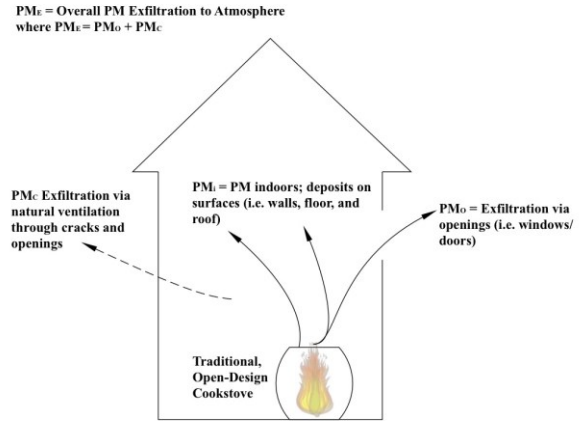 PME = Overall PM Exfiltration to Atmosphere
where PME= PMO + PMC
PMC Exfiltration via
natural ventilation
through cracks and
openings
PMi = PM indoors; deposits on
surfaces (i.e. walls, floor, and
roof)
PMO = Exfiltration via
openings (i.e. windows/
doors)
Traditional,
Open-Design
Cookstove